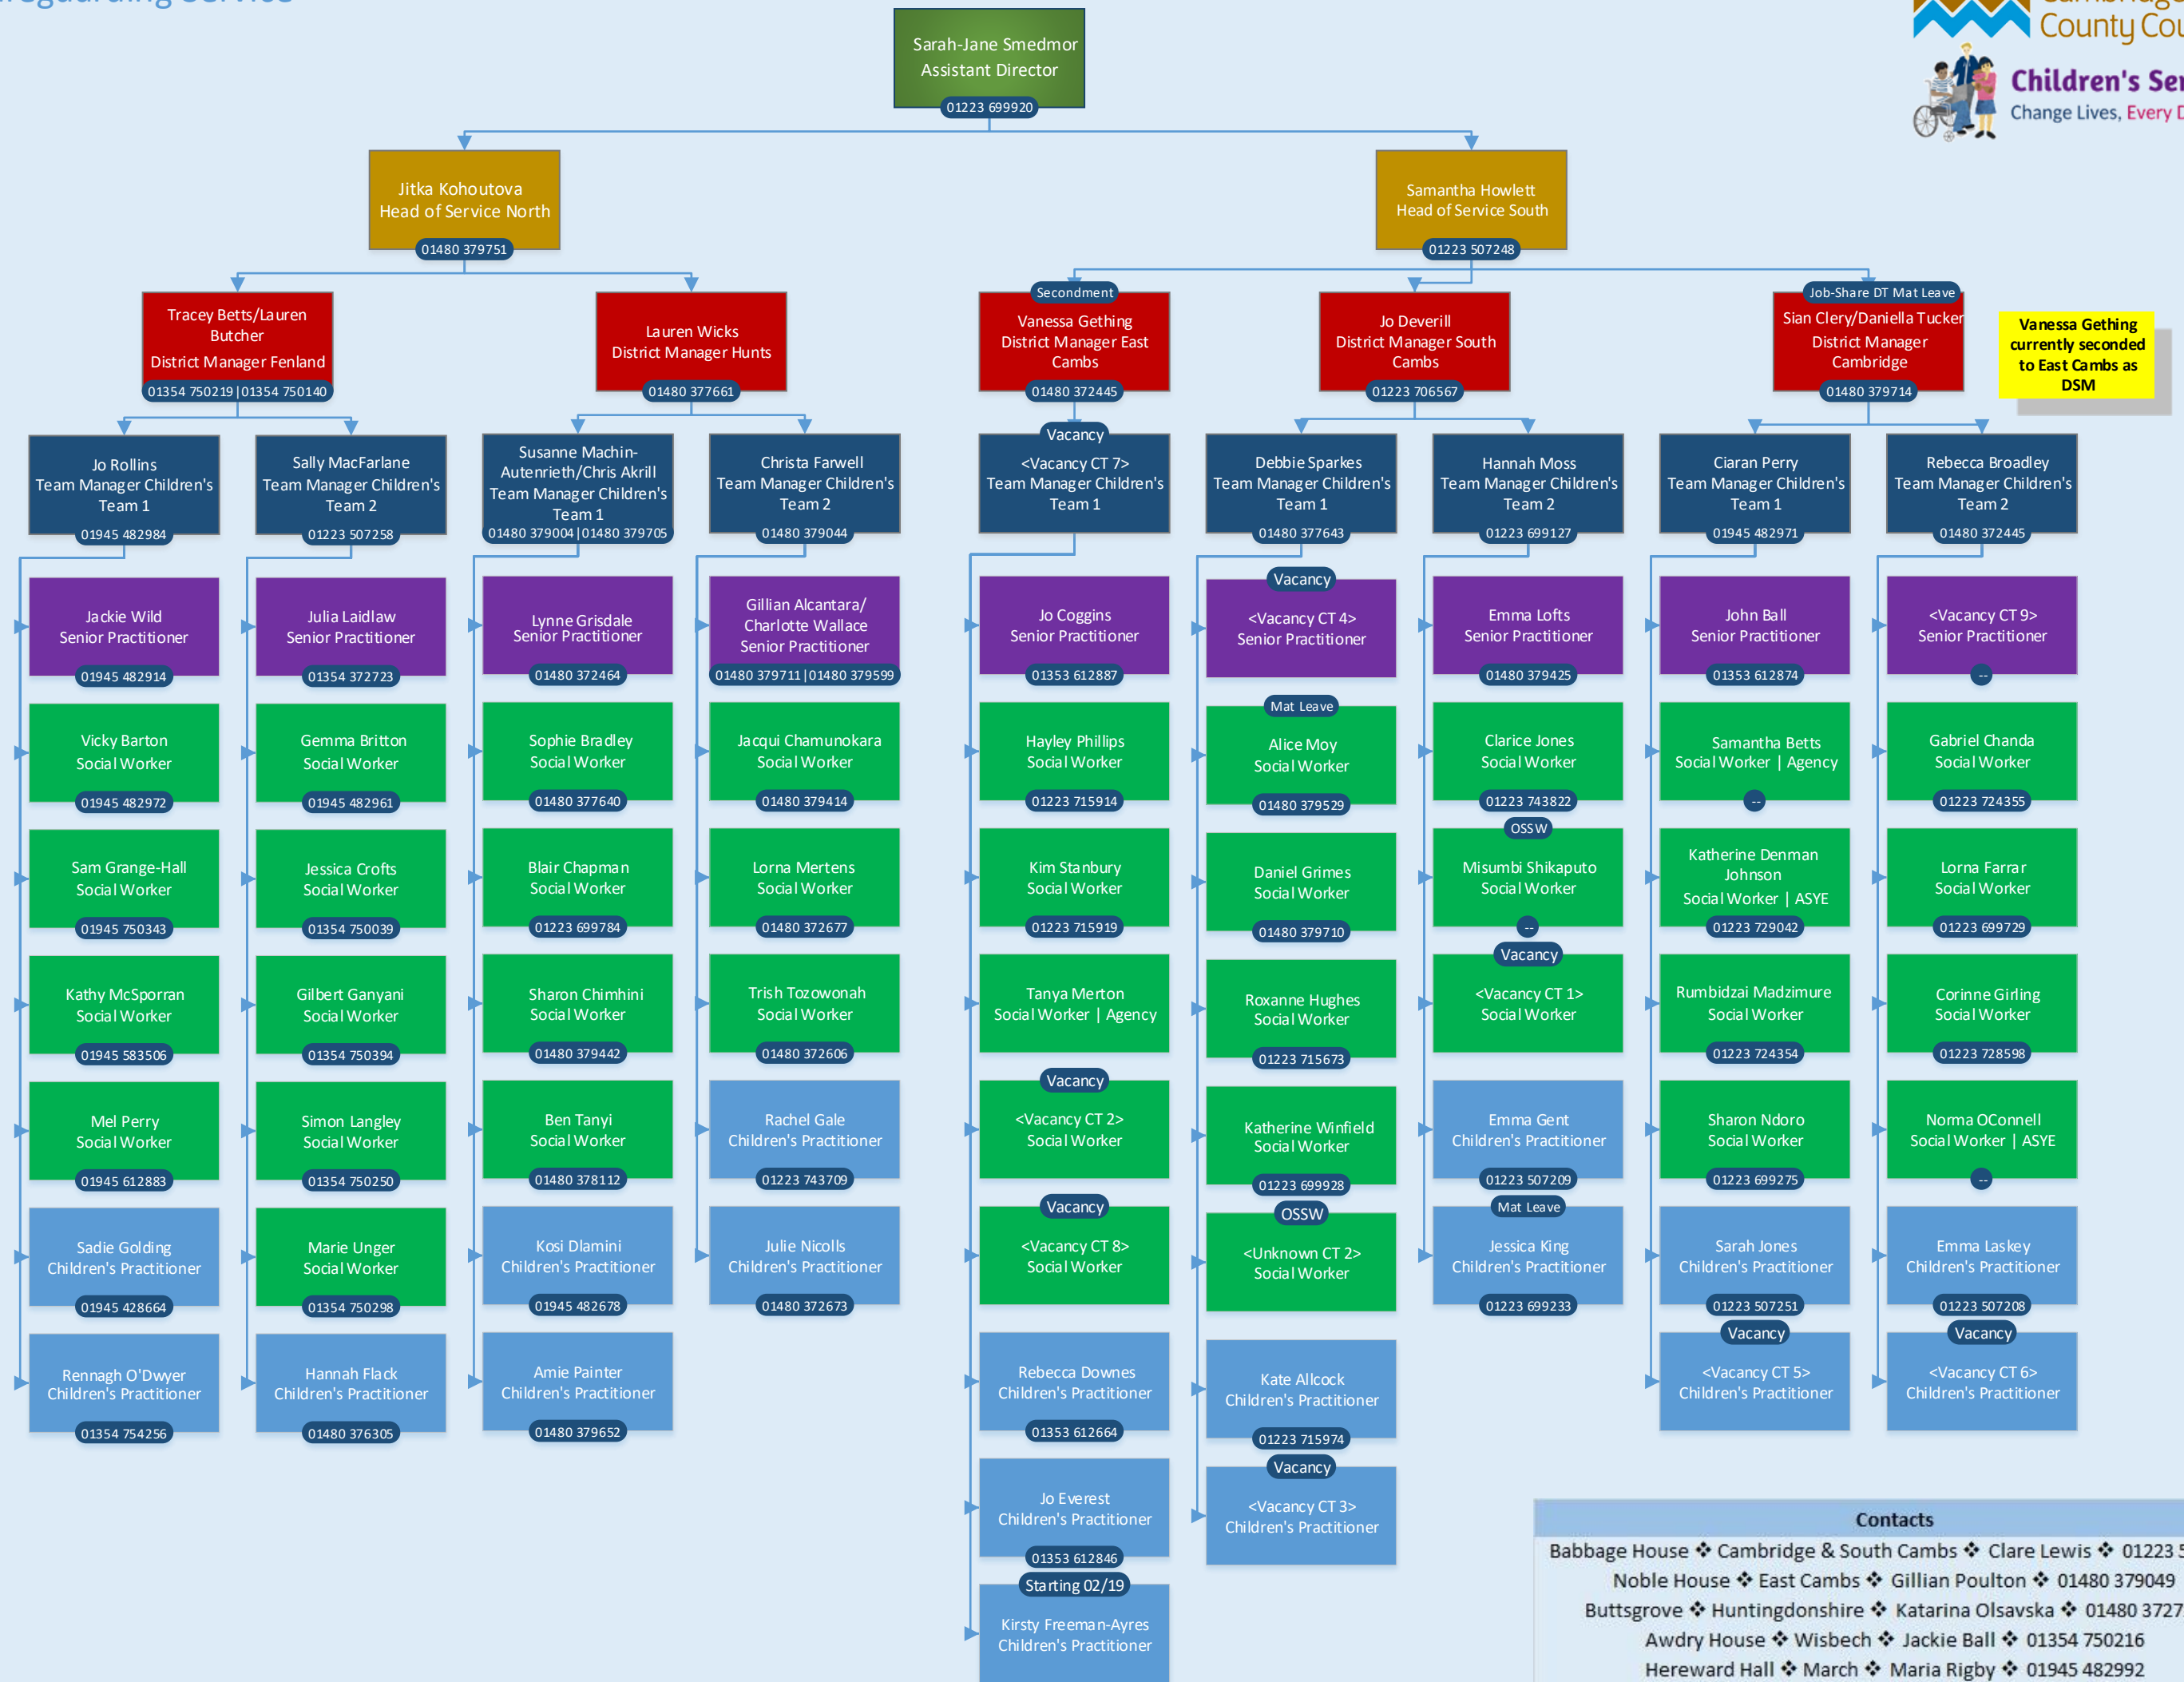 Sarah-Jane Smedmor
Assistant Director
01223 699920
County
Children's
Change Lives, Every
Jitka Kohoutova
Head of Service North
01480 379751
Samantha Howlett
Head of Service South
01223 507248
Tracey Betts/Lauren
Butcher
District Manager Fenland
01354 750219|01354 750140
Lauren Wicks
District Manager Hunts
01480 377661
Secondment
Vanessa Gething
District Manager East
Cambs
01480 372445
Jo Deverill
District Manager South
Cambs
01223 706567
Job-Share DT Mat Leave
Sian Clery/Daniella Tucker
District Manager
Cambridge
01480 379714
Vanessa Gething
currently seconded
to East Cambs as
DSM
Jo Rollins
Team Manager Children's
Team 1
01945 482984
Sally MacFarlane
Team Manager Children's
Team 2
01223 507258
Susanne Machin-
Autenrieth/Chris Akrill
Team Manager Children's
Team 1
01480 379004|01480 379705
Christa Farwell
Team Manager Children's
Team 2
01480 379044
Vacancy
<Vacancy CT 7>
Team Manager Children's
Team 1
Debbie Sparkes
Team Manager Children's
Team 1
01480 377643
Hannah Moss
Team Manager Children's
Team 2
01223 699127
Ciaran Perry
Team Manager Children's
Team 1
01945 482971
Rebecca Broadley
Team Manager Children's
Team 2
01480 372445
Jackie Wild
Senior Practitioner
01945 482914
Vicky Barton
Social Worker
01945 482972
Sam Grange-Hall
Social Worker
01945 750343
Kathy McSporran
Social Worker
01945 583506
Mel Perry
Social Worker
01945 612883
Sadie Golding
Children's Practitioner
01945 428664
Rennagh O'Dwyer
Children's Practitioner
01354 754256
Julia Laidlaw
Senior Practitioner
01354 372723
Gemma Britton
Social Worker
01945 482961
Jessica Crofts
Social Worker
01354 750039
Gilbert Ganyani
Social Worker
01354 750394
Simon Langley
Social Worker
01354 750250
Marie Unger
Social Worker
01354 750298
Hannah Flack
Children's Practitioner
01480 376305
Lynne Grisdale
Senior Practitioner
01480 372464
Sophie Bradley
Social Worker
01480 377640
Blair Chapman
Social Worker
01223 699784
Sharon Chimhini
Social Worker
01480 379442
Ben Tanyi
Social Worker
01480 378112
Kosi Dlamini
Children's Practitioner
01945 482678
Amie Painter
Children's Practitioner
01480 379652
Gillian Alcantara/
Charlotte Wallace
Senior Practitioner
01480 379711|01480 379599
Jacqui Chamunokara
Social Worker
01480 379414
Lorna Mertens
Social Worker
01480 372677
Trish Tozowonah
Social Worker
01480 372606
Rachel Gale
Children's Practitioner
01223 743709
Julie Nicolls
Children's Practitioner
01480 372673
Jo Coggins
Senior Practitioner
01353 612887
Hayley Phillips
Social Worker
01223 715914
Kim Stanbury
Social Worker
01223 715919
Tanya Merton
Social Worker | Agency
Vacancy
<Vacancy CT 2>
Social Worker
Vacancy
<Vacancy CT 8>
Social Worker
Rebecca Downes
Children's Practitioner
01353 612664
Jo Everest
Children's Practitioner
01353 612846
Starting 02/19
Kirsty Freeman-Ayres
Children's Practitioner
Vacancy
<Vacancy CT 4>
Senior Practitioner
Mat Leave
Alice Moy
Social Worker
01480 379529
Daniel Grimes
Social Worker
01480 379710
Roxanne Hughes
Social Worker
01223 715673
Katherine Winfield
Social Worker
01223 699928
OSSW
<Unknown CT 2>
Social Worker
Kate Allcock
Children's Practitioner
01223 715974
Vacancy
<Vacancy CT 3>
Children's Practitioner
Emma Lofts
Senior Practitioner
01480 379425
Clarice Jones
Social Worker
01223 743822
OSSW
Misumbi Shikaputo
Social Worker
--
Vacancy
<Vacancy CT 1>
Social Worker
Emma Gent
Children's Practitioner
01223 507209
Mat Leave
Jessica King
Children's Practitioner
01223 699233
John Ball
Senior Practitioner
01353 612874
Samantha Betts
Social Worker | Agency
--
Katherine Denman
Johnson
Social Worker | ASYE
01223 729042
Rumbidzai Madzimure
Social Worker
01223 724354
Sharon Ndoro
Social Worker
01223 699275
Sarah Jones
Children's Practitioner
01223 507251
Vacancy
<Vacancy CT 5>
Children's Practitioner
<Vacancy CT 9>
Senior Practitioner
--
Gabriel Chanda
Social Worker
01223 724355
Lorna Farrar
Social Worker
01223 699729
Corinne Girling
Social Worker
01223 728598
Norma OConnell
Social Worker | ASYE
--
Emma Laskey
Children's Practitioner
01223 507208
Vacancy
<Vacancy CT 6>
Children's Practitioner
Contacts
Babbage House ❖ Cambridge & South Cambs ❖ Clare Lewis ❖ 01223
Noble House ❖ East Cambs ❖ Gillian Poulton ❖ 01480 379049
Buttsgrove ❖ Huntingdonshire ❖ Katarina Olsavska ❖ 01480 372
Awdry House ❖ Wisbech ❖ Jackie Ball ❖ 01354 750216
Hereward Hall ❖ March ❖ Maria Rigby ❖ 01945 482992